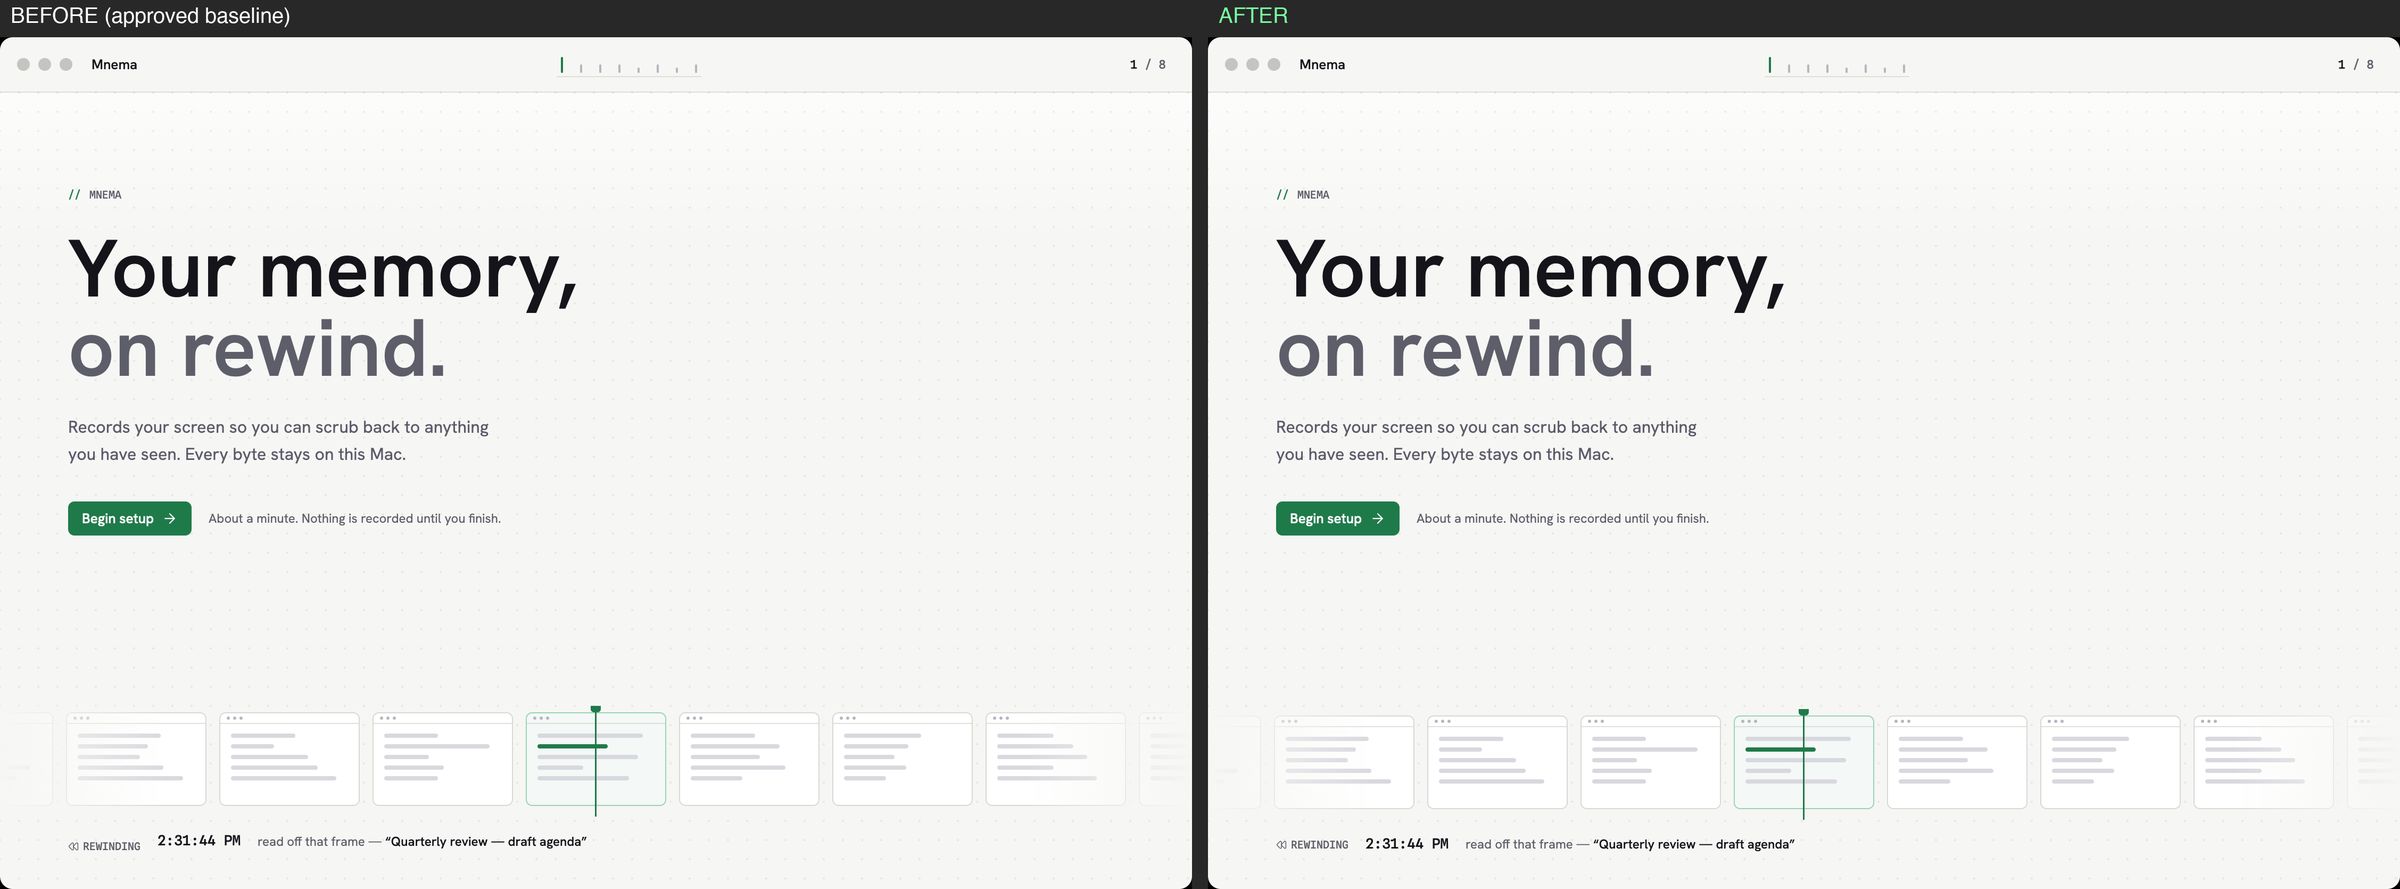 BEFORE (approved baseline)
Mnema
1 / 8
// MNEMA
Your memory,
on rewind.
Records your screen so you can scrub back to anything
you have seen. Every byte stays on this Mac.
Begin setup →
About a minute. Nothing is recorded until you finish.
REWINDING 2:31:44 PM read off that frame — “Quarterly review — draft agenda”
AFTER
Mnema
1 / 8
// MNEMA
Your memory,
on rewind.
Records your screen so you can scrub back to anything
you have seen. Every byte stays on this Mac.
Begin setup →
About a minute. Nothing is recorded until you finish.
REWINDING 2:31:44 PM read off that frame — “Quarterly review — draft agenda”